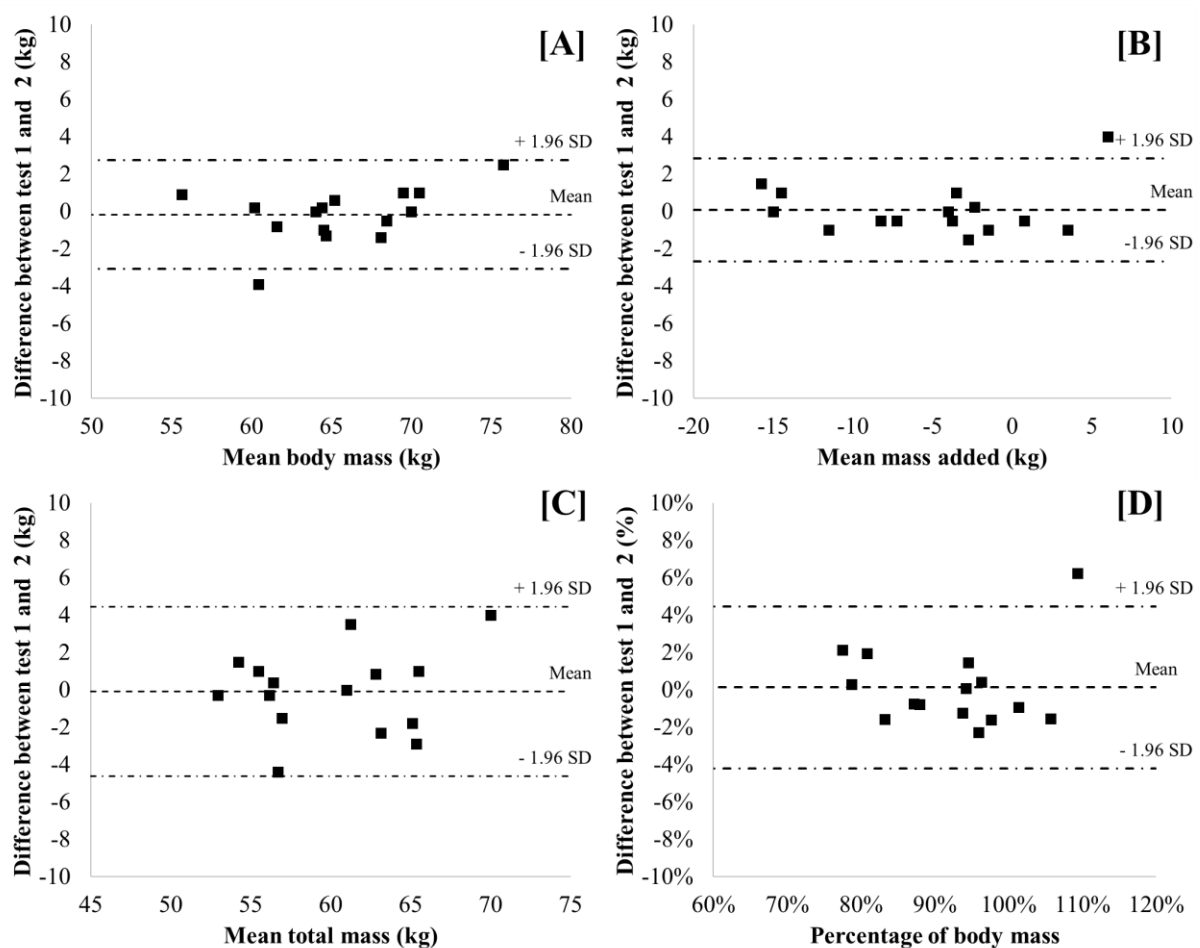 [A]
Difference between test 1 and 2 (kg)
10
8
6
4
2
0
-2
-4
-6
-8
-10
+ 1.96 SD
Mean
- 1.96 SD
50 55 60 65 70 75 80
Mean body mass (kg)
[B]
Difference between test 1 and 2 (kg)
10
8
6
4
2
0
-2
-4
-6
-8
-10
+ 1.96 SD
Mean
-1.96 SD
-20 -15 -10 -5 0 5 10
Mean mass added (kg)
[C]
Difference between test 1 and 2 (kg)
10
8
6
4
2
0
-2
-4
-6
-8
-10
+ 1.96 SD
Mean
- 1.96 SD
45 50 55 60 65 70 75
Mean total mass (kg)
[D]
Difference between test 1 and 2 (%)
10%
8%
6%
4%
2%
0%
-2%
-4%
-6%
-8%
-10%
+ 1.96 SD
Mean
- 1.96 SD
60% 70% 80% 90% 100% 110% 120%
Percentage of body mass